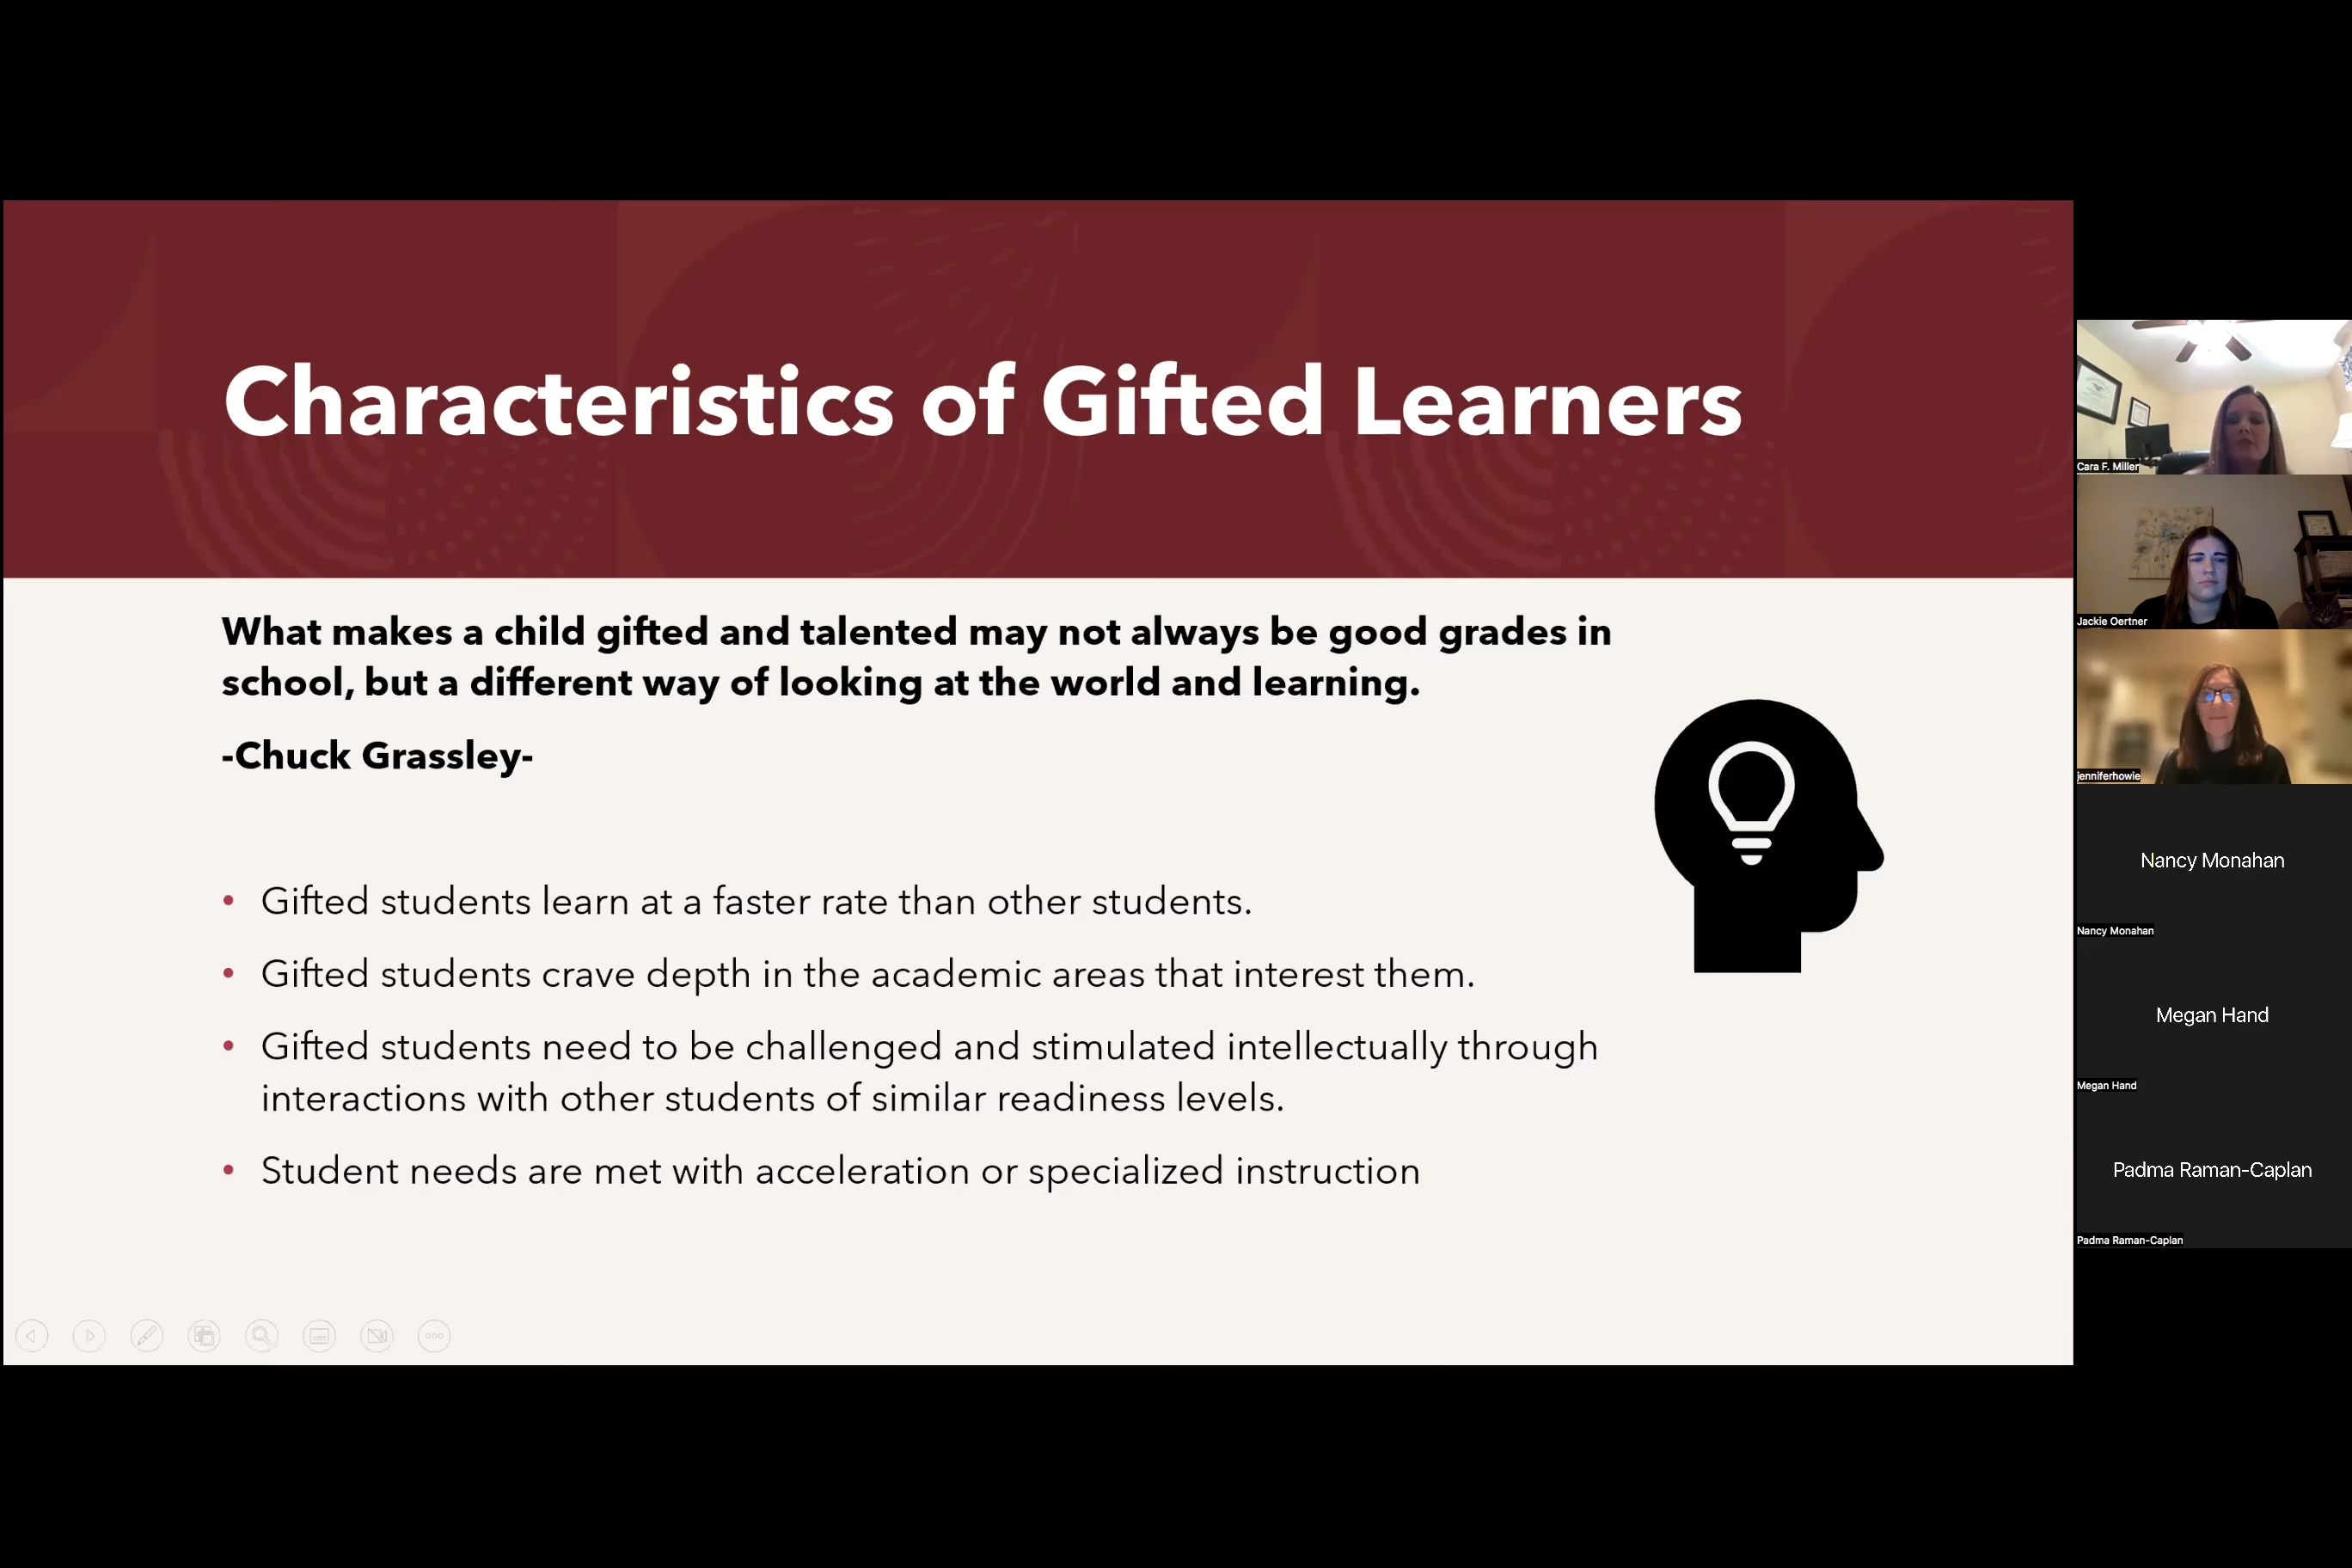 Characteristics of Gifted Learners
What makes a child gifted and talented may not always be good grades in
school, but a different way of looking at the world and learning.
-Chuck Grassley-
• Gifted students learn at a faster rate than other students.
• Gifted students crave depth in the academic areas that interest them.
• Gifted students need to be challenged and stimulated intellectually through
interactions with other students of similar readiness levels.
• Student needs are met with acceleration or specialized instruction
Cara F. Miller
Jackie Oertner
jenniferhowie
Nancy Monahan
Nancy Monahan
Megan Hand
Megan Hand
Padma Raman-Caplan
Padma Raman-Caplan